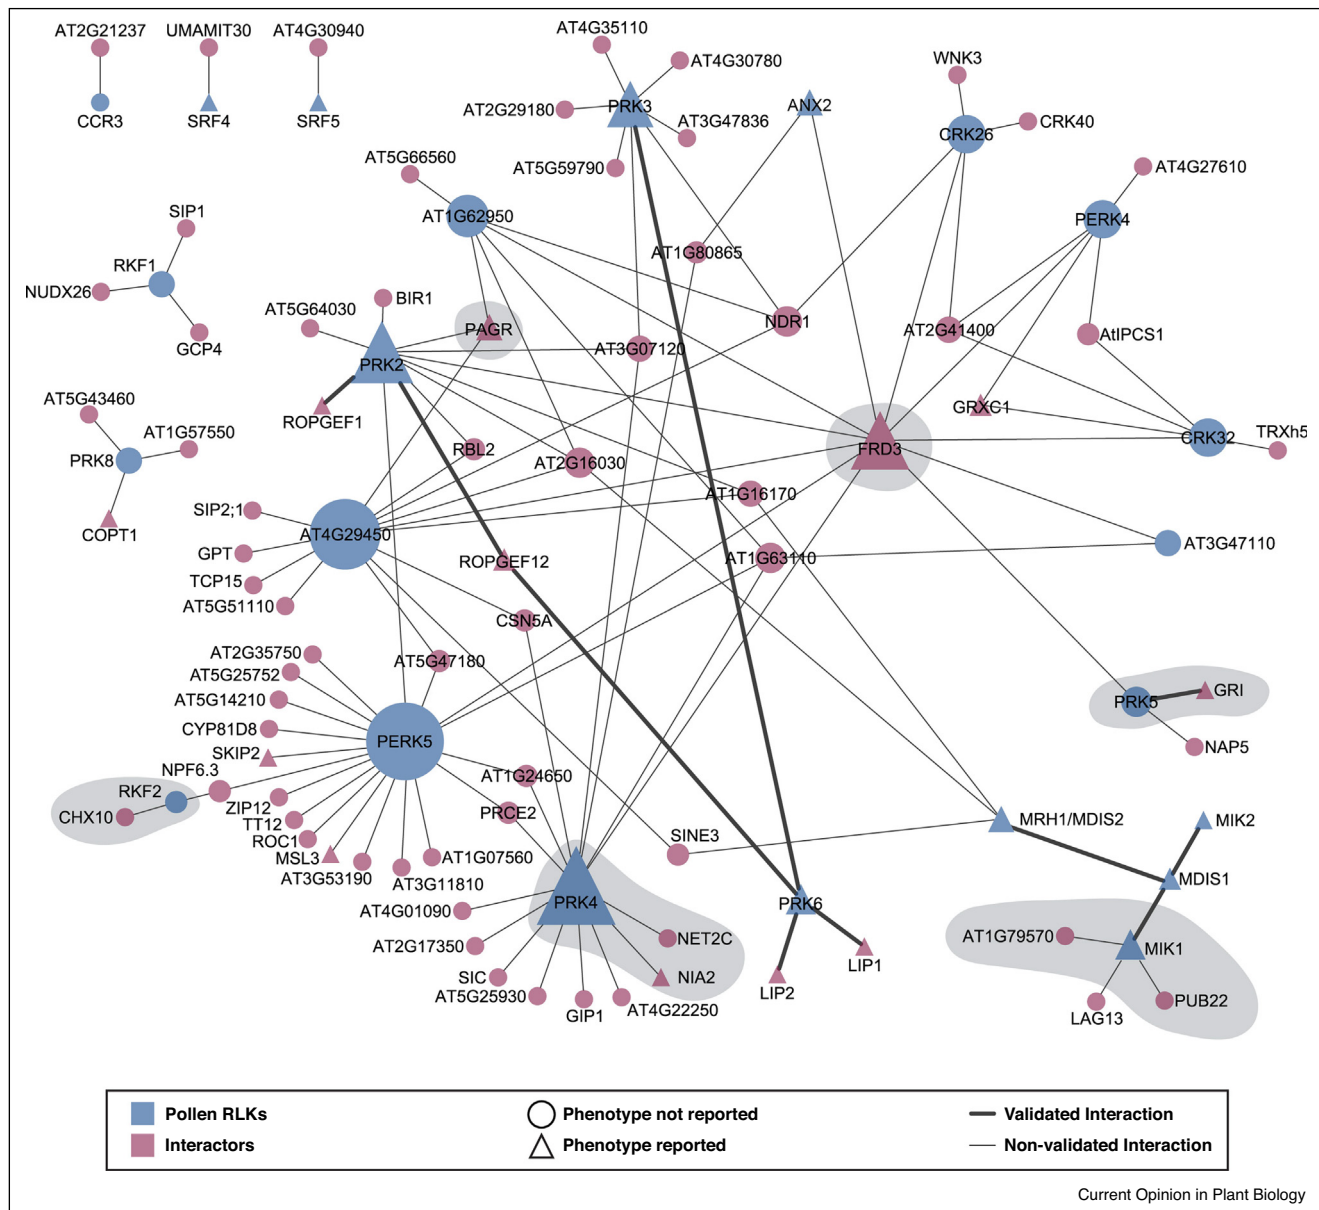 AT2G21237
UMAMIT30
AT4G30940
CCR3
SRF4
SRF5
AT4G35110
AT4G30780
PRK3
ANX2
AT2G29180
AT3G47836
AT5G59790
WNK3
CRK26
CRK40
AT4G27610
PERK4
AT5G66560
AT1G62950
SIP1
RKF1
NUDX26
GCP4
AT1G80865
NDR1
AT2G41400
AtIPCS1
BIR1
AT5G64030
PAGR
AT3G07120
PRK2
ROPGEF1
GRXC1
AT5G43460
AT1G57550
PRK8
COPT1
RBL2
AT2G16030
FRD3
CRK32
TRXh5
AT1G16170
SIP2;1
AT4G29450
GPT
TCP15
AT5G51110
ROPGEF12
AT1G63110
AT3G47110
CSN5A
AT2G35750
AT5G47180
AT5G25752
AT5G14210
CYP81D8
PERK5
SKIP2
PRK5
GRI
NAP5
NPF6.3
RKF2
CHX10
AT1G24650
ZIP12
PRCE2
TT12
ROC1
MSL3
AT3G53190
AT3G11810
AT1G07560
SINE3
MRH1/MDIS2
MIK2
MDIS1
PRK4
PRK6
AT4G01090
AT2G17350
NET2C
SIC
NIA2
AT5G25930
GIP1
AT4G22250
LIP2
LIP1
AT1G79570
MIK1
LAG13
PUB22
Pollen RLKs
Phenotype not reported
Validated Interaction
Interactors
Phenotype reported
Non-validated Interaction
Current Opinion in Plant Biology